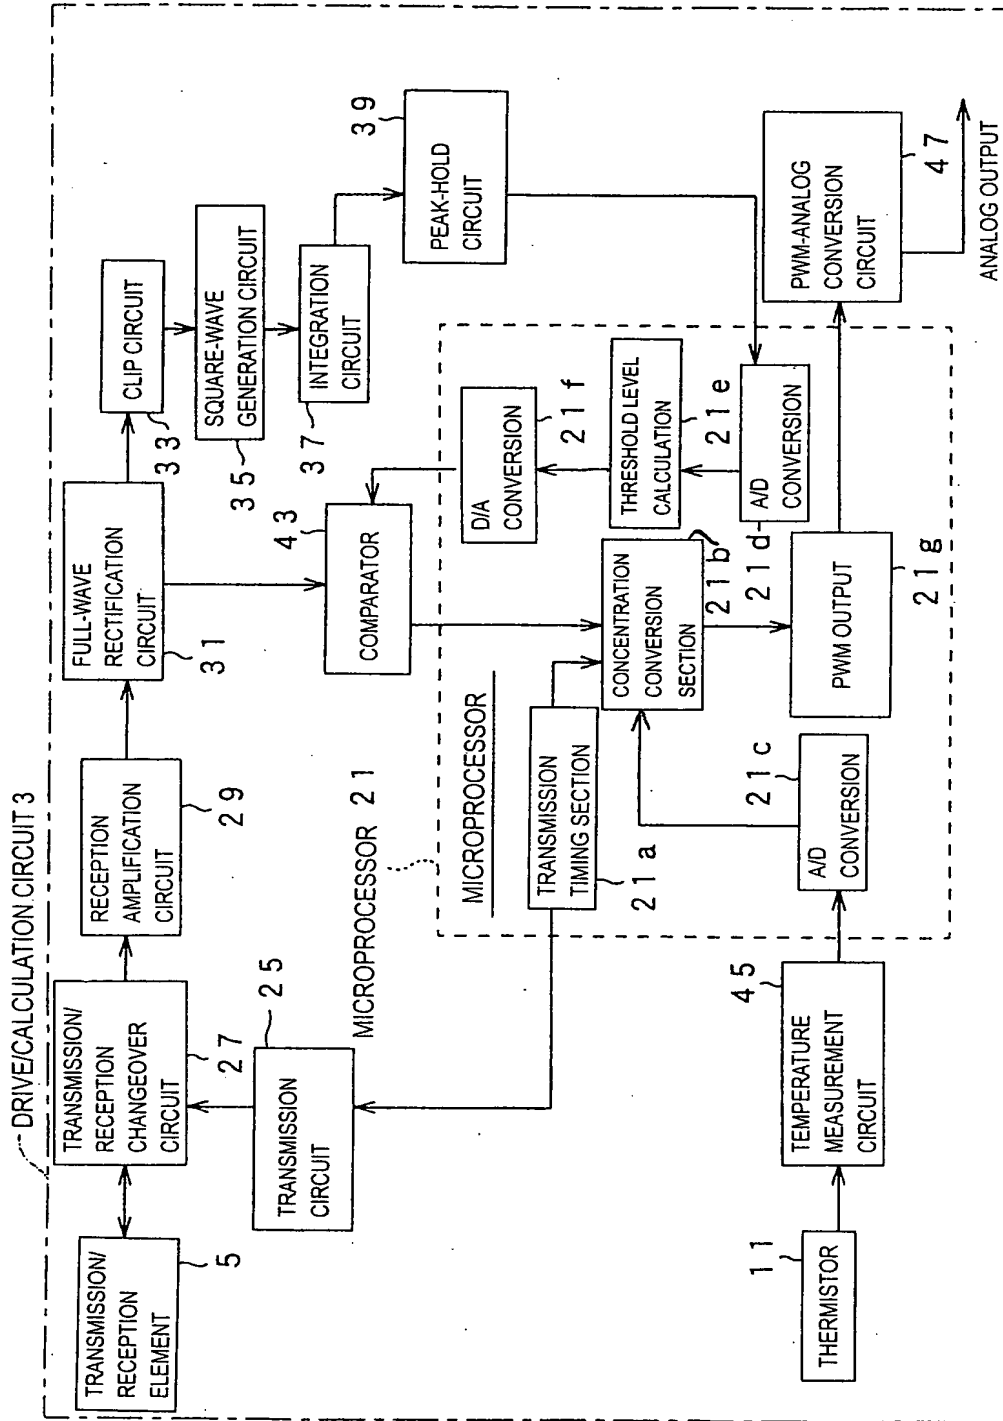 DRIVE/CALCULATION CIRCUIT 3
TRANSMISSION/
RECEPTION
ELEMENT
5
TRANSMISSION/
RECEPTION
CHANGEOVER
CIRCUIT
27
RECEPTION
AMPLIFICATION
CIRCUIT
29
FULL-WAVE
RECTIFICATION
CIRCUIT
31
CLIP CIRCUIT
33
SQUARE-WAVE
GENERATION CIRCUIT
35
INTEGRATION
CIRCUIT
37
PEAK-HOLD
CIRCUIT
39
TRANSMISSION
CIRCUIT
25
COMPARATOR
43
MICROPROCESSOR 21
MICROPROCESSOR
TRANSMISSION
TIMING SECTION
21a
CONCENTRATION
CONVERSION
SECTION
21b
D/A
CONVERSION
21f
THRESHOLD LEVEL
CALCULATION
21e
A/D
CONVERSION
21d
THERMISTOR
11
TEMPERATURE
MEASUREMENT
CIRCUIT
45
A/D
CONVERSION
21c
PWM OUTPUT
21g
PWM-ANALOG
CONVERSION
CIRCUIT
47
ANALOG OUTPUT